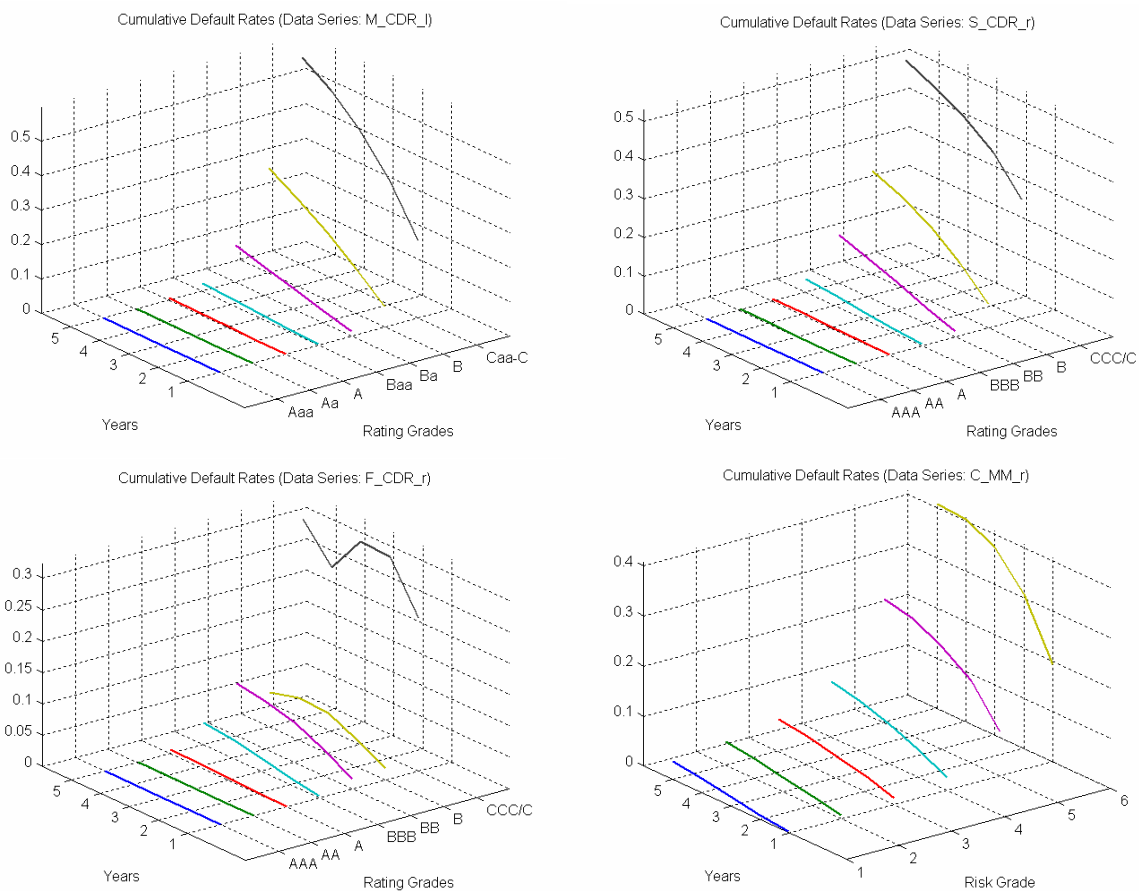 Cumulative Default Rates (Data Series: M_CDR_l)
0.5
0.4
0.3
0.2
0.1
0
5
4
3
2
1
Years
Aaa
Aa
A
Baa
Ba
B
Caa-C
Rating Grades
Cumulative Default Rates (Data Series: S_CDR_r)
0.5
0.4
0.3
0.2
0.1
0
5
4
3
2
1
Years
AAA
AA
A
BBB
BB
B
CCC/C
Rating Grades
Cumulative Default Rates (Data Series: F_CDR_r)
0.3
0.25
0.2
0.15
0.1
0.05
0
5
4
3
2
1
Years
AAA
AA
A
BBB
BB
B
CCC/C
Rating Grades
Cumulative Default Rates (Data Series: C_MM_r)
0.4
0.3
0.2
0.1
0
5
4
3
2
1
Years
1
2
3
4
5
6
Risk Grade